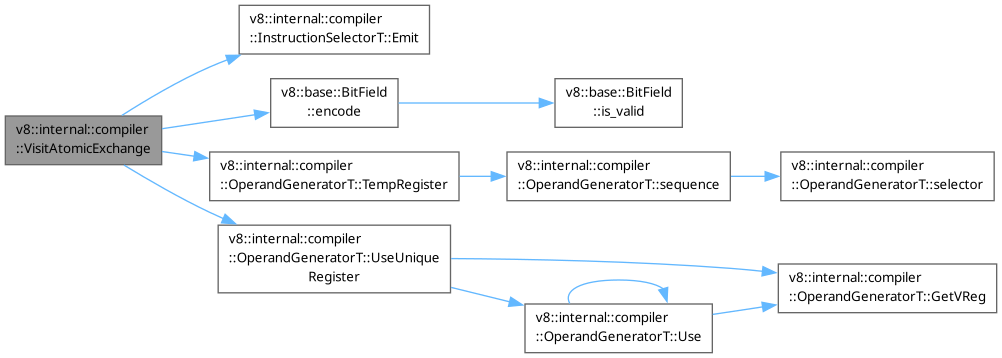 v8::internal::compiler
::InstructionSelectorT::Emit
v8::base::BitField
::encode
v8::base::BitField
::is_valid
v8::internal::compiler
::VisitAtomicExchange
v8::internal::compiler
::OperandGeneratorT::TempRegister
v8::internal::compiler
::OperandGeneratorT::sequence
v8::internal::compiler
::OperandGeneratorT::selector
v8::internal::compiler
::OperandGeneratorT::UseUnique
Register
v8::internal::compiler
::OperandGeneratorT::GetVReg
v8::internal::compiler
::OperandGeneratorT::Use